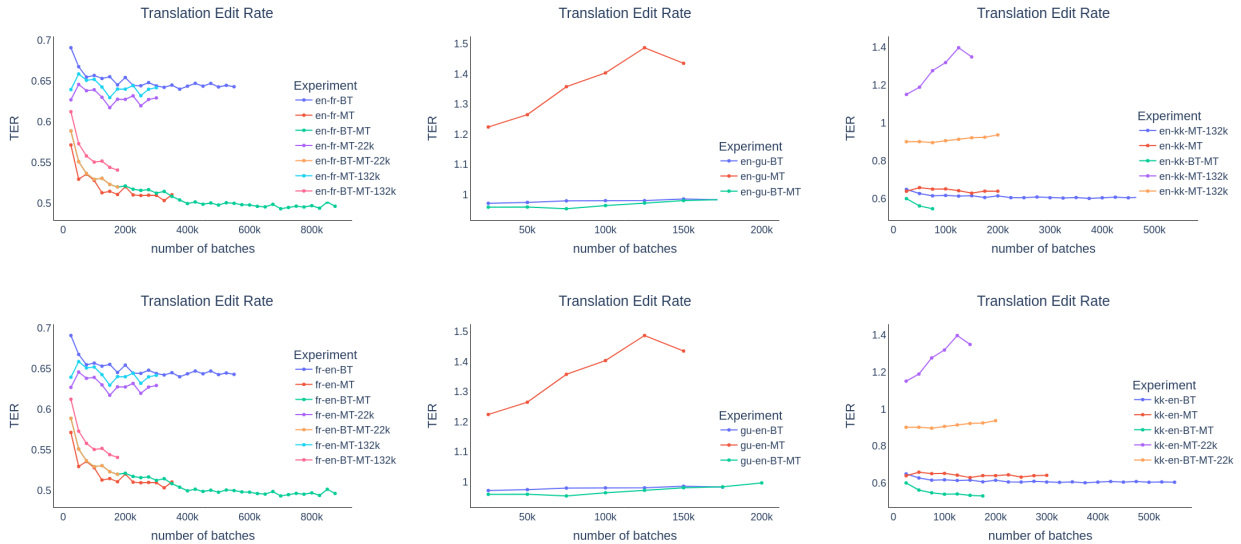 Translation Edit Rate
0.7
0.65
0.6
0.55
0.5
TER
0
200k
400k
600k
800k
number of batches
Experiment
en-fr-BT
en-fr-MT
en-fr-BT-MT
en-fr-MT-22k
en-fr-BT-MT-22k
en-fr-MT-132k
en-fr-BT-MT-132k
Translation Edit Rate
1.5
1.4
1.3
1.2
1.1
1
TER
50k
100k
150k
200k
number of batches
Experiment
en-gu-BT
en-gu-MT
en-gu-BT-MT
Translation Edit Rate
1.4
1.2
1
0.8
0.6
TER
0
100k
200k
300k
400k
500k
number of batches
Experiment
en-kk-MT-132k
en-kk-MT
en-kk-BT-MT
en-kk-MT-132k
en-kk-MT-132k
Translation Edit Rate
0.7
0.65
0.6
0.55
0.5
TER
0
200k
400k
600k
800k
number of batches
Experiment
fr-en-BT
fr-en-MT
fr-en-BT-MT
fr-en-MT-22k
fr-en-BT-MT-22k
fr-en-MT-132k
fr-en-BT-MT-132k
Translation Edit Rate
1.5
1.4
1.3
1.2
1.1
1
TER
50k
100k
150k
200k
number of batches
Experiment
gu-en-BT
gu-en-MT
gu-en-BT-MT
Translation Edit Rate
1.4
1.2
1
0.8
0.6
TER
0
100k
200k
300k
400k
500k
number of batches
Experiment
kk-en-BT
kk-en-MT
kk-en-BT-MT
kk-en-MT-22k
kk-en-BT-MT-22k